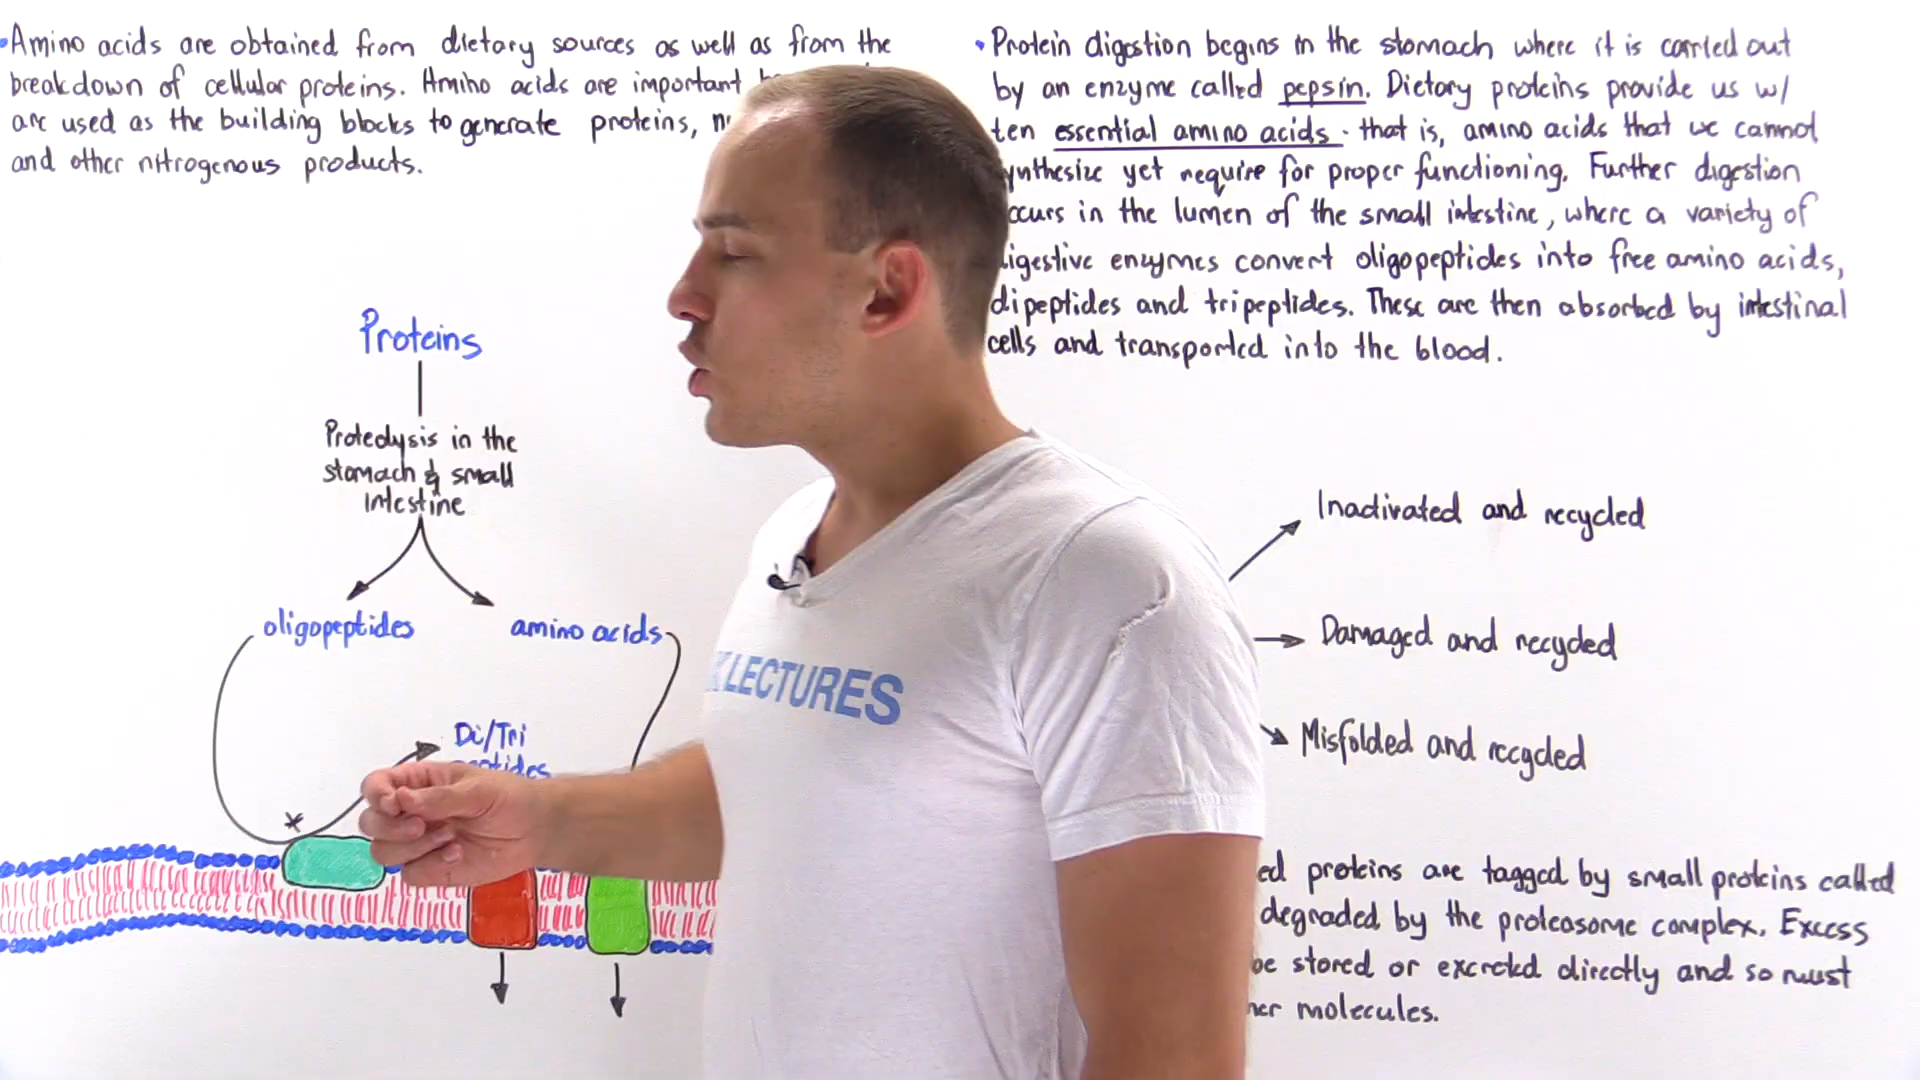 •Amino acids are obtained from dietary sources as well as from the
breakdown of cellular proteins. Amino acids are important
are used as the building blocks to generate proteins,
and other nitrogenous products.
Proteins
Proteolysis in the
stomach & small
intestine
oligopeptides
amino acids
Di/Tri
*
LECTURES
• Protein digestion begins in the stomach where it is carried out
by an enzyme called pepsin. Dietary proteins provide us w/
ten essential amino acids - that is, amino acids that we cannot
ynthesize yet require for proper functioning. Further digestion
ccurs in the lumen of the small intestine, where a variety of
igestive enzymes convert oligopeptides into free amino acids,
dipeptides and tripeptides. These are then absorbed by intestinal
cells and transported into the blood.
Inactivated and recycled
Damaged and recycled
Misfolded and recycled
ed proteins are tagged by small proteins called
degraded by the proteosome complex. Excess
be stored or excreted directly and so must
her molecules.